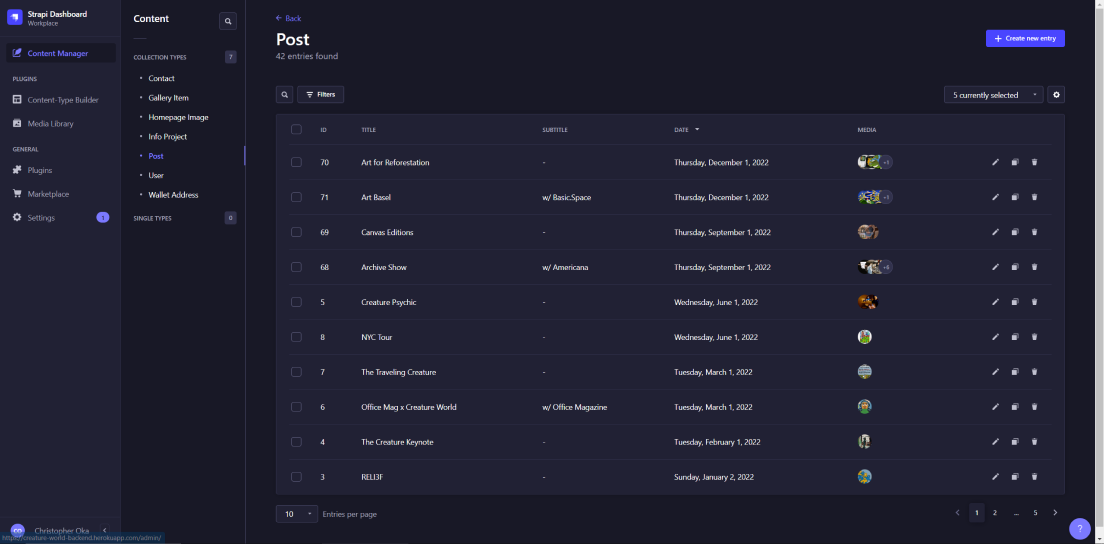 Strapi Dashboard
Workplace
Content Manager
PLUGINS
Content-Type Builder
Media Library
GENERAL
Plugins
Marketplace
Settings
1
CO
Christopher Oka
https://creature-world-backend.herokuapp.com/admin/
Content
COLLECTION TYPES
7
Contact
Gallery Item
Homepage Image
Info Project
Post
User
Wallet Address
SINGLE TYPES
0
Back
Post
42 entries found
Create new entry
Filters
5 currently selected
ID TITLE SUBTITLE DATE MEDIA
70 Art for Reforestation - Thursday, December 1, 2022 +1
71 Art Basel w/ Basic.Space Thursday, December 1, 2022 +1
69 Canvas Editions - Thursday, September 1, 2022
68 Archive Show w/ Americana Thursday, September 1, 2022 +6
5 Creature Psychic - Wednesday, June 1, 2022
8 NYC Tour - Wednesday, June 1, 2022
7 The Traveling Creature - Tuesday, March 1, 2022
6 Office Mag x Creature World w/ Office Magazine Tuesday, March 1, 2022
4 The Creature Keynote - Tuesday, February 1, 2022
3 RELI3F - Sunday, January 2, 2022
10 Entries per page
1 2 ... 5
?